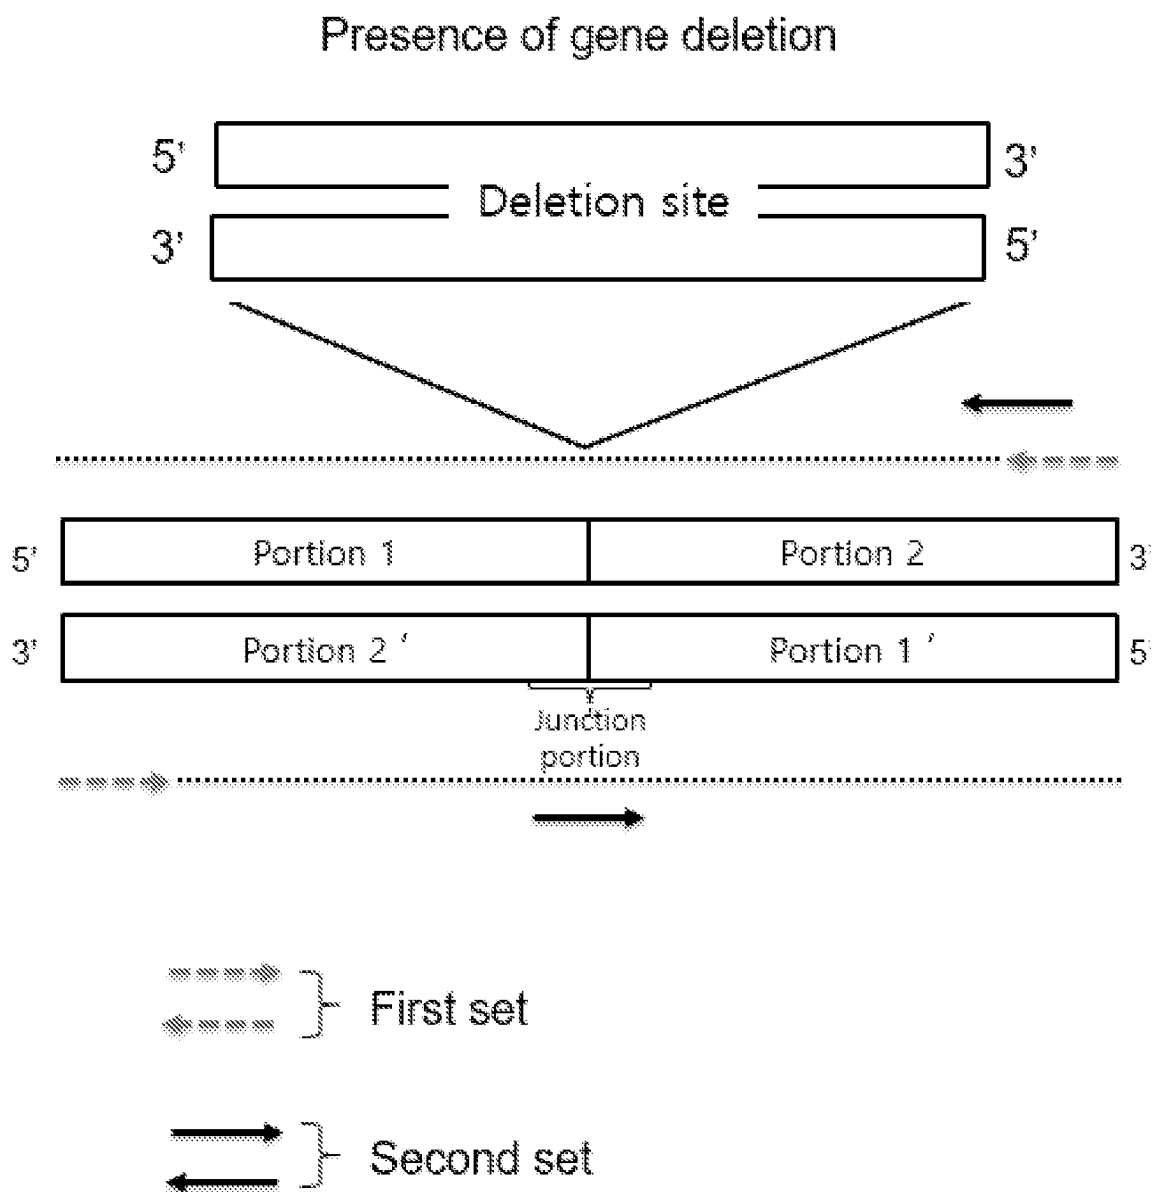 Presence of gene deletion
5' 3'
Deletion site
3' 5'
5' Portion 1 Portion 2 3'
3' Portion 2 ' Portion 1 ' 5'
Junction
portion
First set
Second set